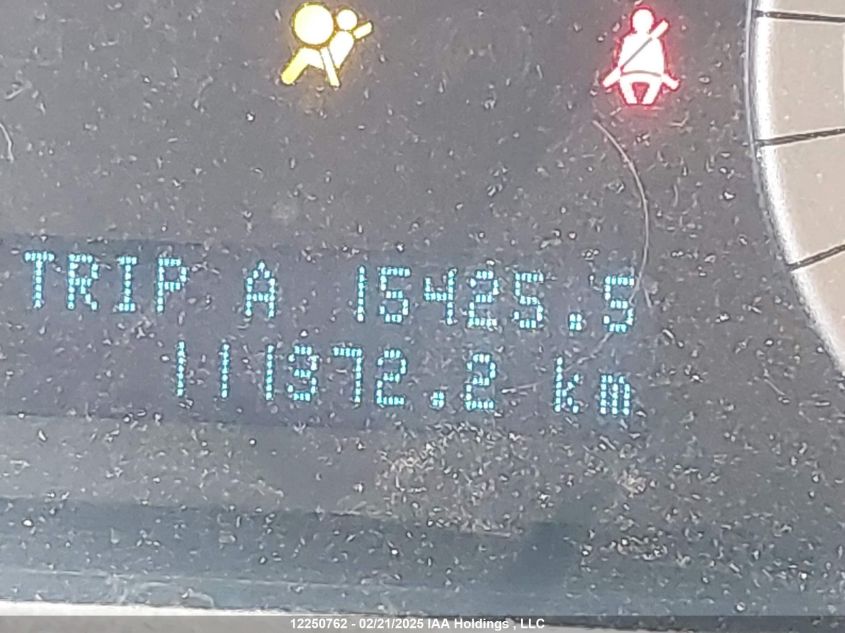 TRIP A 15425.5
111372.2 km
12250762 - 02/21/2025 IAA Holdings , LLC